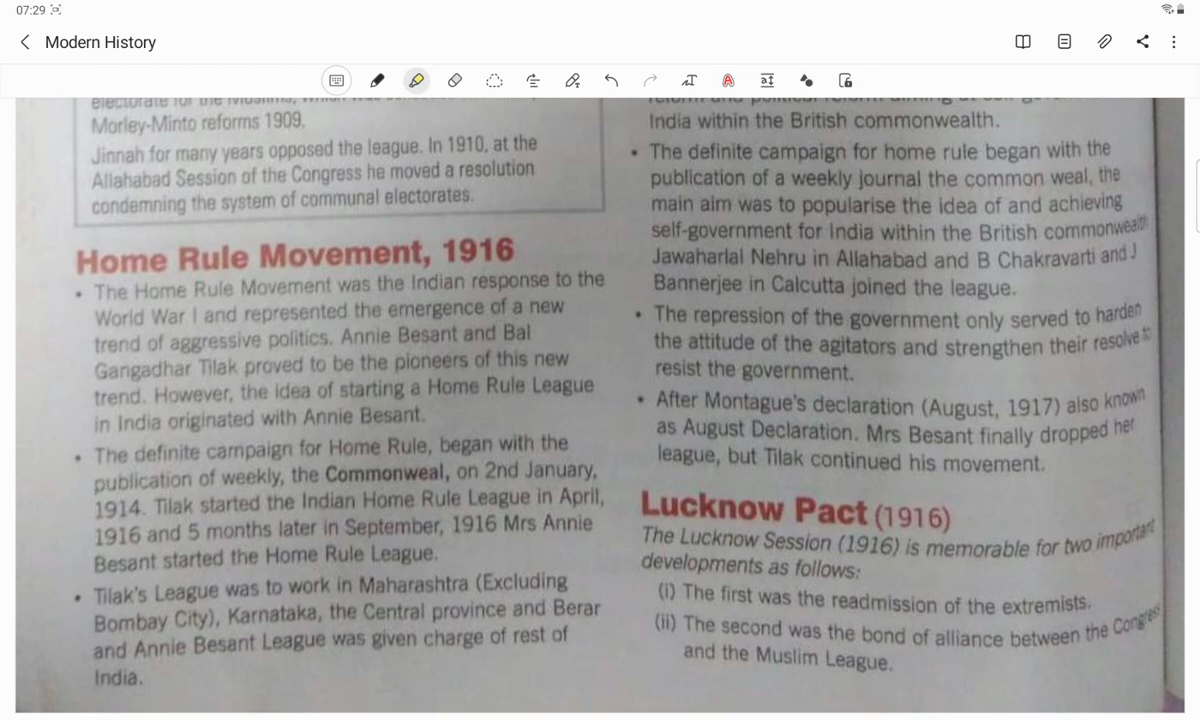 07:29
Modern History
Morley-Minto reforms 1909.
Jinnah for many years opposed the league. In 1910, at the
Allahabad Session of the Congress he moved a resolution
condemning the system of communal electorates.
Home Rule Movement, 1916
• The Home Rule Movement was the Indian response to the
World War I and represented the emergence of a new
trend of aggressive politics. Annie Besant and Bal
Gangadhar Tilak proved to be the pioneers of this new
trend. However, the idea of starting a Home Rule League
in India originated with Annie Besant.
• The definite campaign for Home Rule, began with the
publication of weekly, the Commonweal, on 2nd January,
1914. Tilak started the Indian Home Rule League in April,
1916 and 5 months later in September, 1916 Mrs Annie
Besant started the Home Rule League.
• Tilak's League was to work in Maharashtra (Excluding
Bombay City), Karnataka, the Central province and Berar
and Annie Besant League was given charge of rest of
India.
India within the British commonwealth.
• The definite campaign for home rule began with the
publication of a weekly journal the common weal, the
main aim was to popularise the idea of and achieving
self-government for India within the British commonwealth
Jawaharlal Nehru in Allahabad and B Chakravarti and J
Bannerjee in Calcutta joined the league.
• The repression of the government only served to harden
the attitude of the agitators and strengthen their resolve to
resist the government.
• After Montague's declaration (August, 1917) also known
as August Declaration. Mrs Besant finally dropped her
league, but Tilak continued his movement.
Lucknow Pact (1916)
The Lucknow Session (1916) is memorable for two important
developments as follows:
(i) The first was the readmission of the extremists.
(ii) The second was the bond of alliance between the Congress
and the Muslim League.